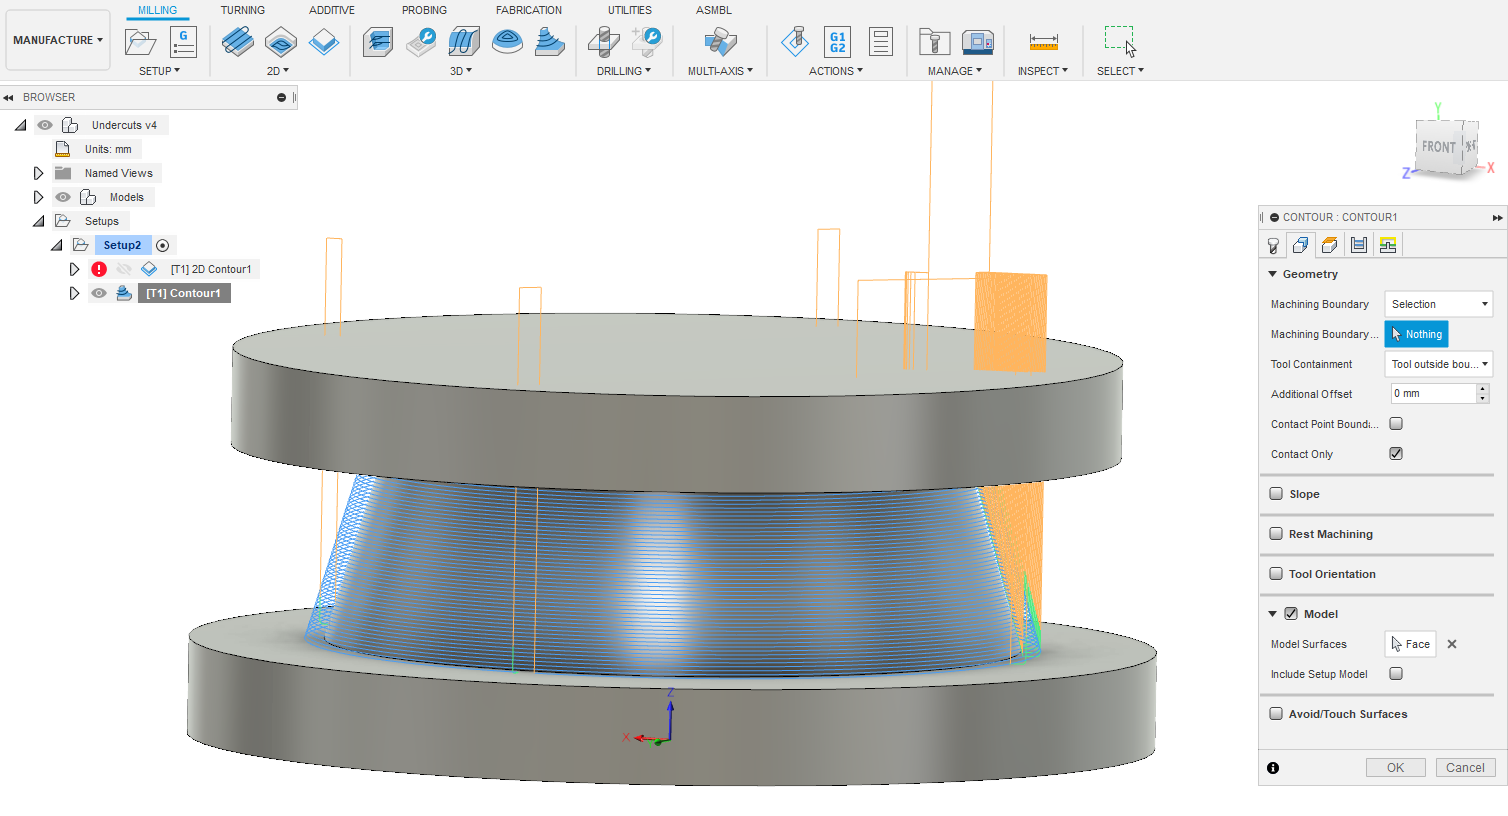 MILLING TURNING ADDITIVE PROBING FABRICATION UTILITIES ASMBL
MANUFACTURE
G
G1
G2
SETUP 2D 3D DRILLING MULTI-AXIS ACTIONS MANAGE INSPECT SELECT
BROWSER
Undercuts v4
Units: mm
Named Views
Models
Setups
Setup2
[T1] 2D Contour1
[T1] Contour1
Y
FRONT
Z
X
CONTOUR : CONTOUR1
Geometry
Machining Boundary Selection
Machining Boundary... Nothing
Tool Containment Tool outside bou...
Additional Offset 0 mm
Contact Point Bounda...
Contact Only
Slope
Rest Machining
Tool Orientation
Model
Model Surfaces Face
Include Setup Model
Avoid/Touch Surfaces
OK Cancel
Z
X